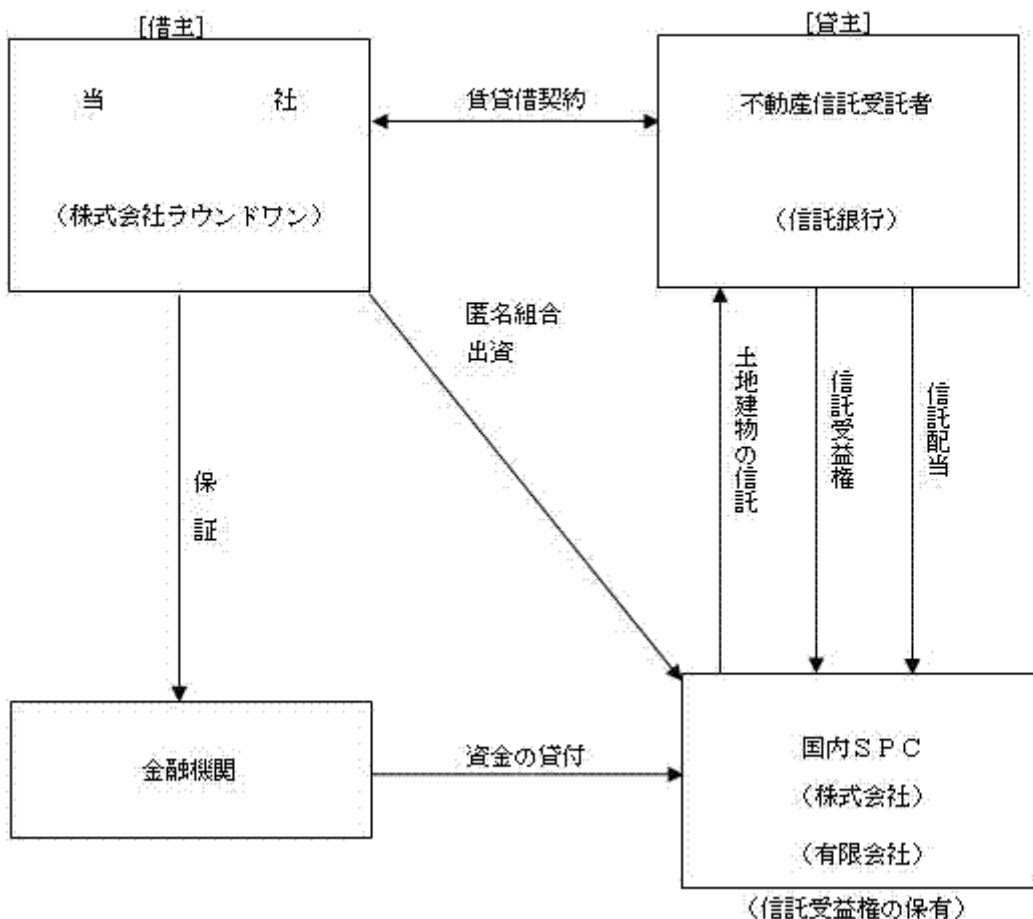 [借主]
当 社
（株式会社ラウンドワン）
賃貸借契約
[貸主]
不動産信託受託者
（信託銀行）
匿名組合
出資
保証
土地建物の信託
信託受益権
信託配当
金融機関
資金の貸付
国内ＳＰＣ
（株式会社）
（有限会社）
（信託受益権の保有）